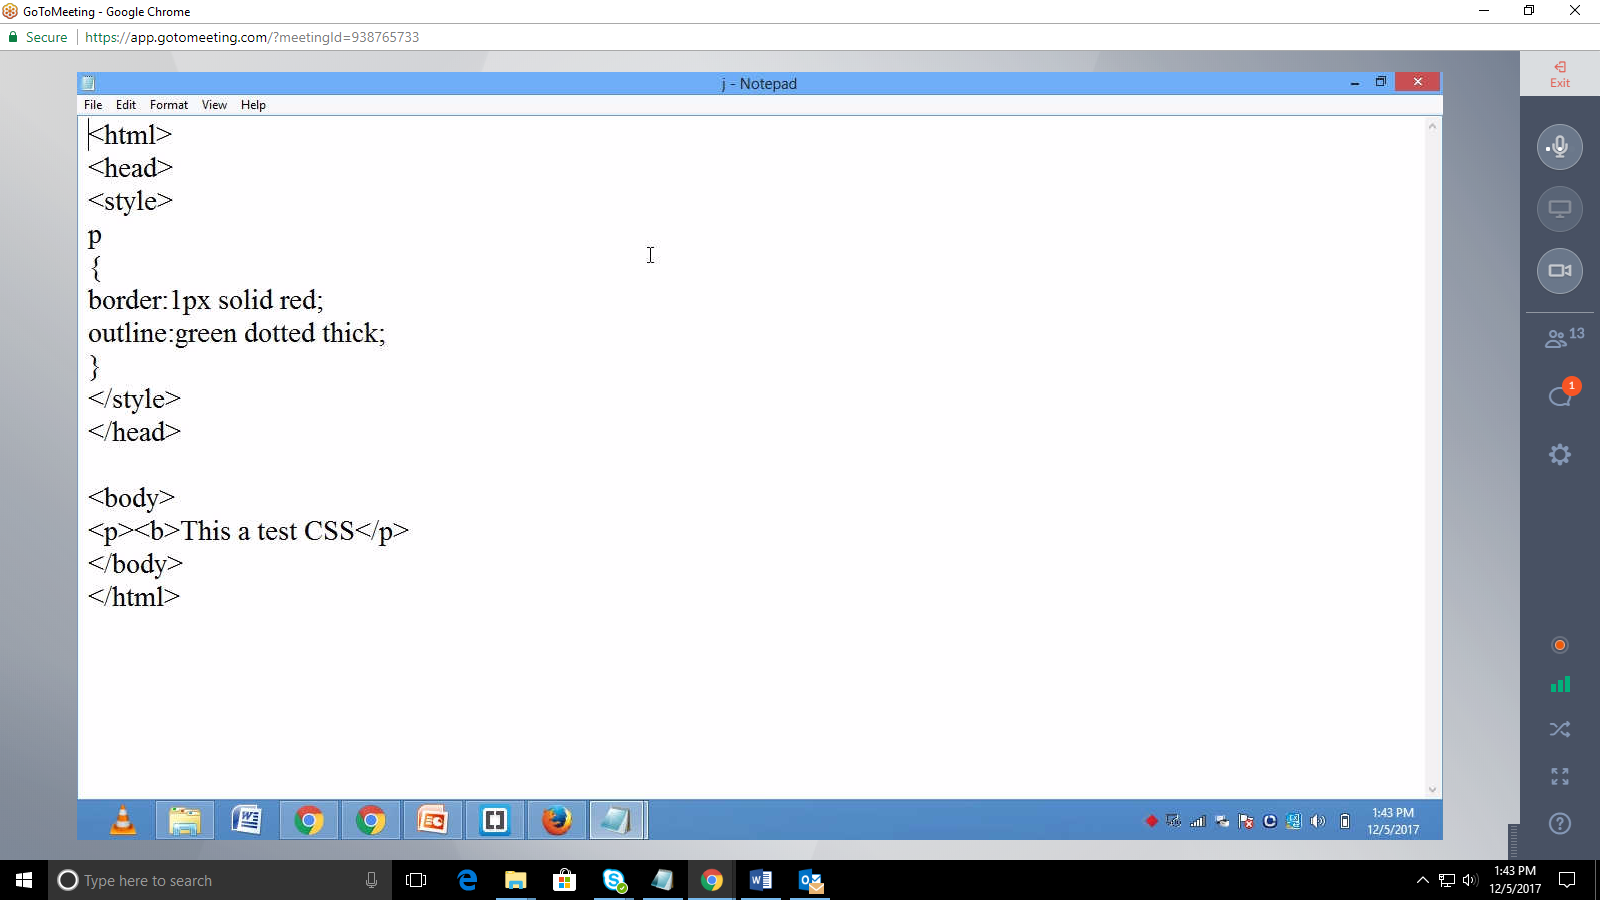 GoToMeeting - Google Chrome
Secure https://app.gotomeeting.com/?meetingId=938765733
Exit
j - Notepad
File Edit Format View Help
<html>
<head>
<style>
p
{
border:1px solid red;
outline:green dotted thick;
}
</style>
</head>
<body>
<p><b>This a test CSS</p>
</body>
</html>
13
1
1:43 PM
12/5/2017
Type here to search
1:43 PM
12/5/2017